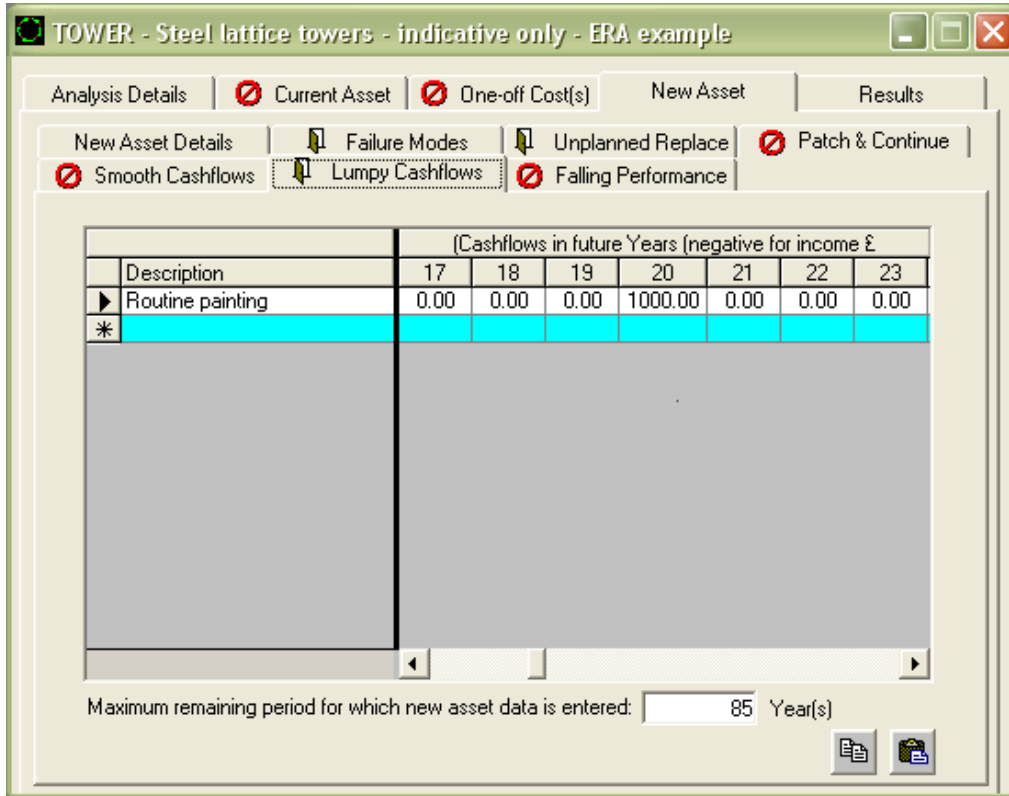 TOWER - Steel lattice towers - indicative only - ERA example
Analysis Details Current Asset One-off Cost(s) New Asset Results
New Asset Details Failure Modes Unplanned Replace Patch & Continue
Smooth Cashflows Lumpy Cashflows Falling Performance
(Cashflows in future Years (negative for income £
Description 17 18 19 20 21 22 23
Routine painting 0.00 0.00 0.00 1000.00 0.00 0.00 0.00
Maximum remaining period for which new asset data is entered: 85 Year(s)